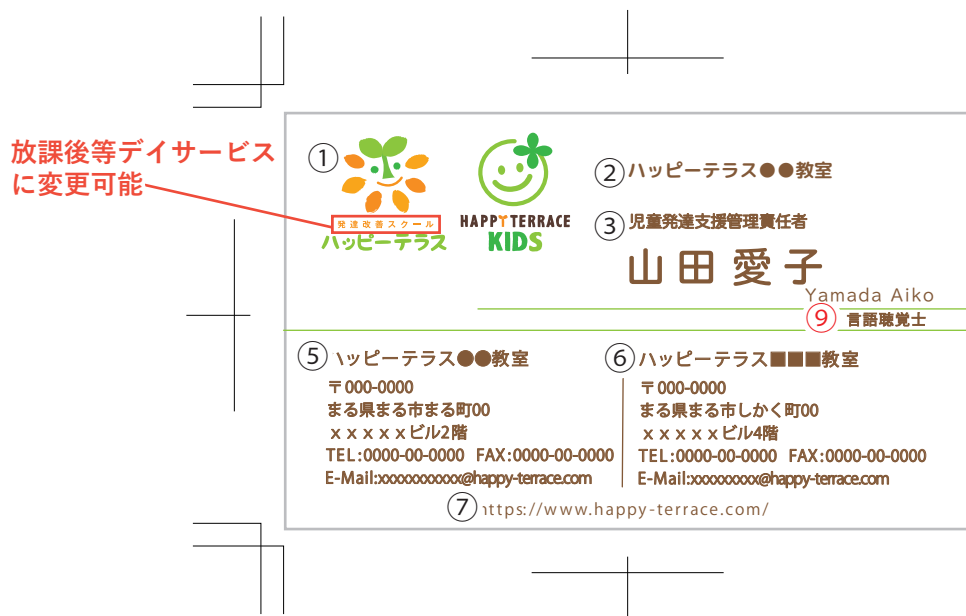 放課後等デイサービス
に変更可能
①
発達改善スクール
ハッピーテラス
HAPPY TERRACE
KIDS
② ハッピーテラス●●教室
③ 児童発達支援管理責任者
山田愛子
Yamada Aiko
⑨ 言語聴覚士
⑤ ハッピーテラス●●教室
〒000-0000
まる県まる市まる町00
ｘｘｘｘｘビル2階
TEL:0000-00-0000 FAX:0000-00-0000
E-Mail:xxxxxxxxxxx@happy-terrace.com
⑥ ハッピーテラス■■■教室
〒000-0000
まる県まる市しかく町00
ｘｘｘｘｘビル4階
TEL:0000-00-0000 FAX:0000-00-0000
E-Mail:xxxxxxxxx@happy-terrace.com
⑦ https://www.happy-terrace.com/